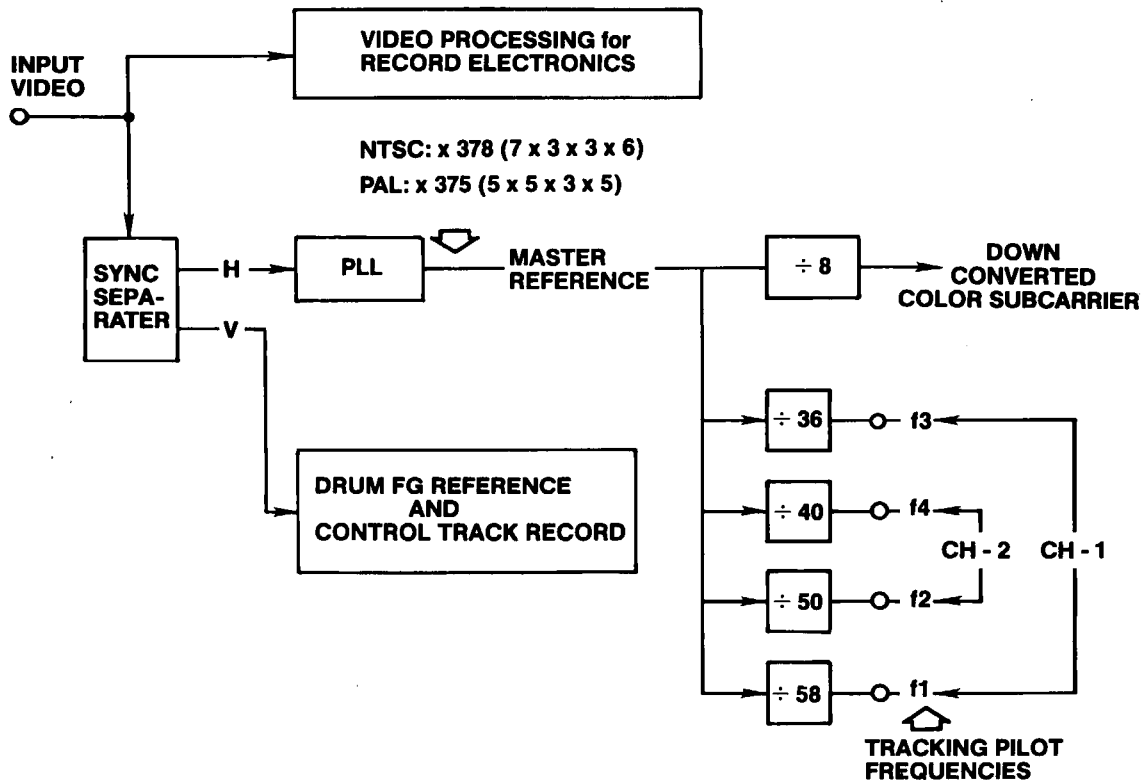 VIDEO PROCESSING for
RECORD ELECTRONICS
INPUT
VIDEO
NTSC: x 378 (7 x 3 x 3 x 6)
PAL: x 375 (5 x 5 x 3 x 5)
SYNC
SEPA-
RATER
H
V
PLL
MASTER
REFERENCE
÷ 8
DOWN
CONVERTED
COLOR SUBCARRIER
÷ 36
f3
DRUM FG REFERENCE
AND
CONTROL TRACK RECORD
÷ 40
f4
CH - 2
CH - 1
÷ 50
f2
÷ 58
f1
TRACKING PILOT
FREQUENCIES